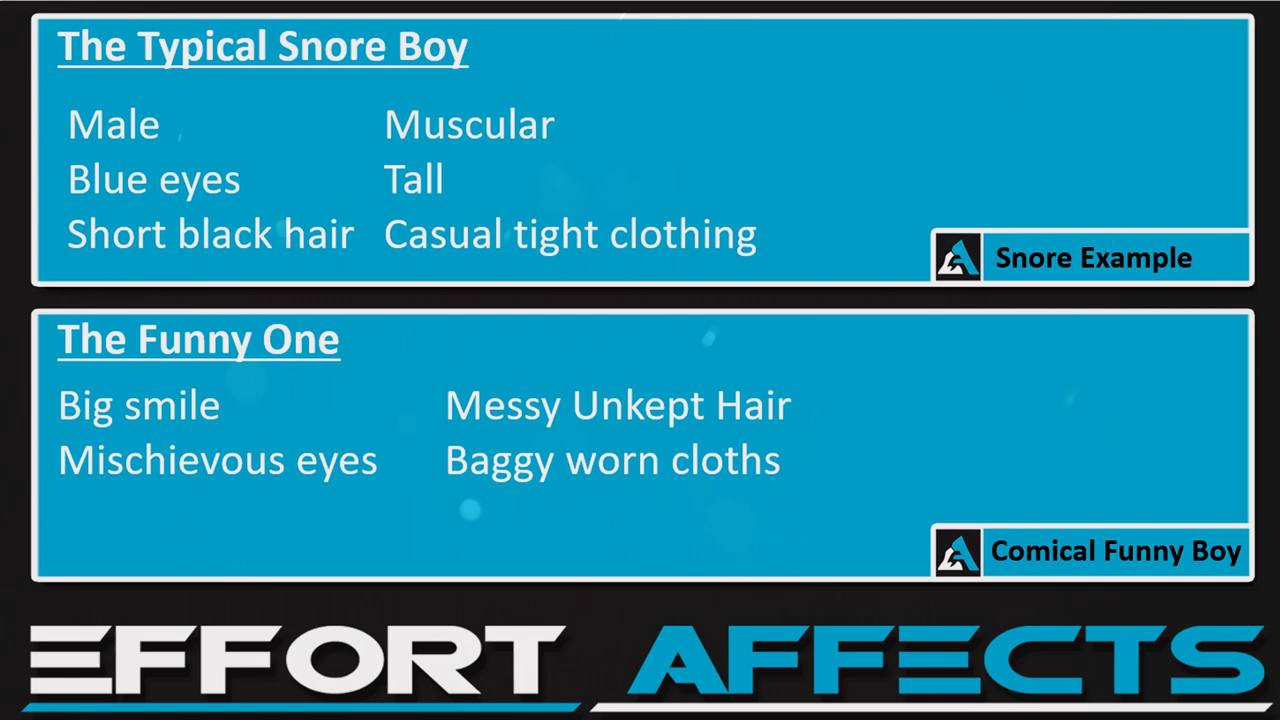 The Typical Snore Boy
Male Muscular
Blue eyes Tall
Short black hair Casual tight clothing
Snore Example
The Funny One
Big smile Messy Unkept Hair
Mischievous eyes Baggy worn cloths
Comical Funny Boy
EFFORT AFFECTS